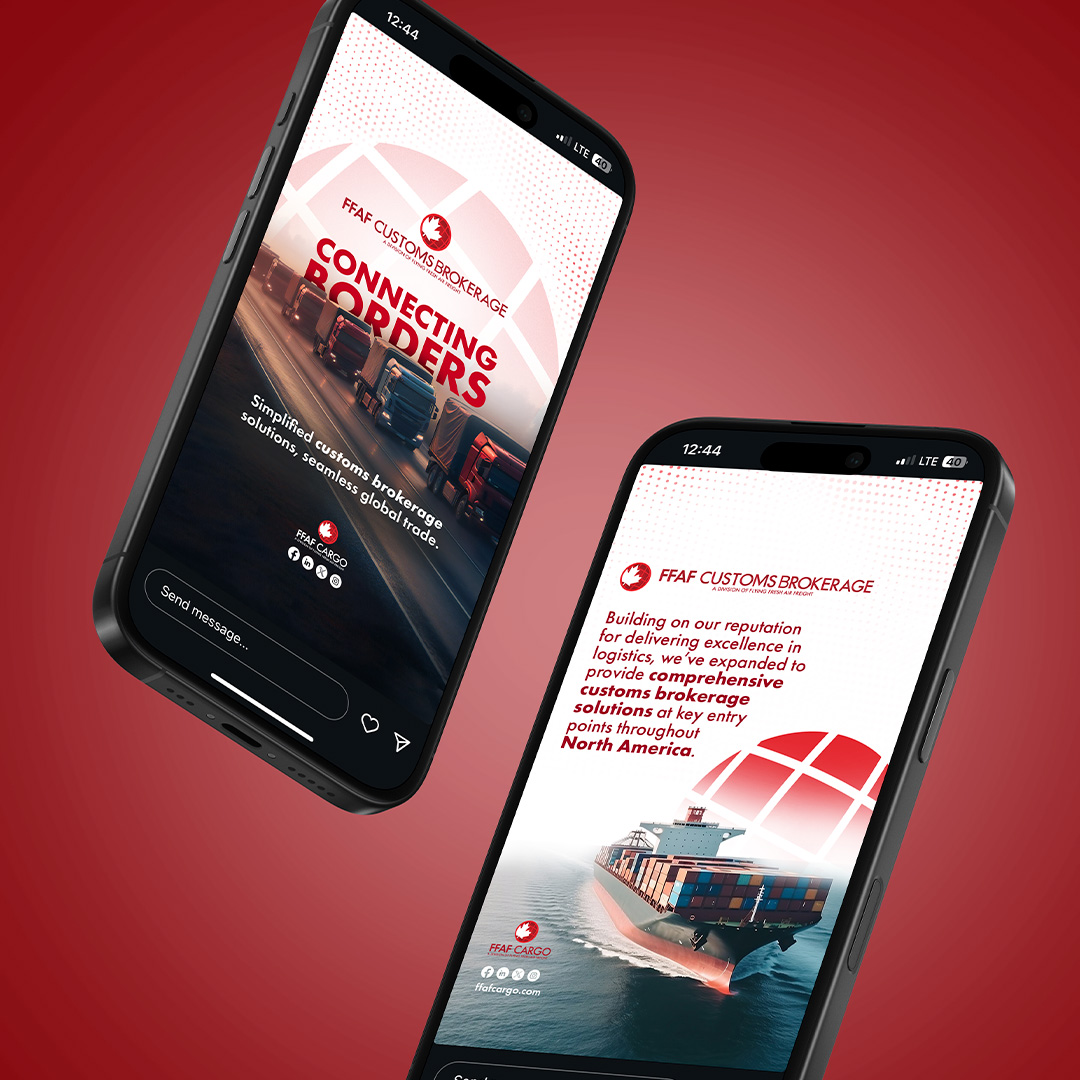 12:44
LTE 40
FFAF CUSTOMS BROKERAGE
A DIVISION OF FLYING FRESH AIR FREIGHT
CONNECTING
BORDERS
Simplified customs brokerage
solutions, seamless global trade.
FFAF CARGO
Send message...
12:44
LTE 40
FFAF CUSTOMS BROKERAGE
A DIVISION OF FLYING FRESH AIR FREIGHT
Building on our reputation
for delivering excellence in
logistics, we've expanded to
provide comprehensive
customs brokerage
solutions at key entry
points throughout
North America.
FFAF CARGO
ffafcargo.com